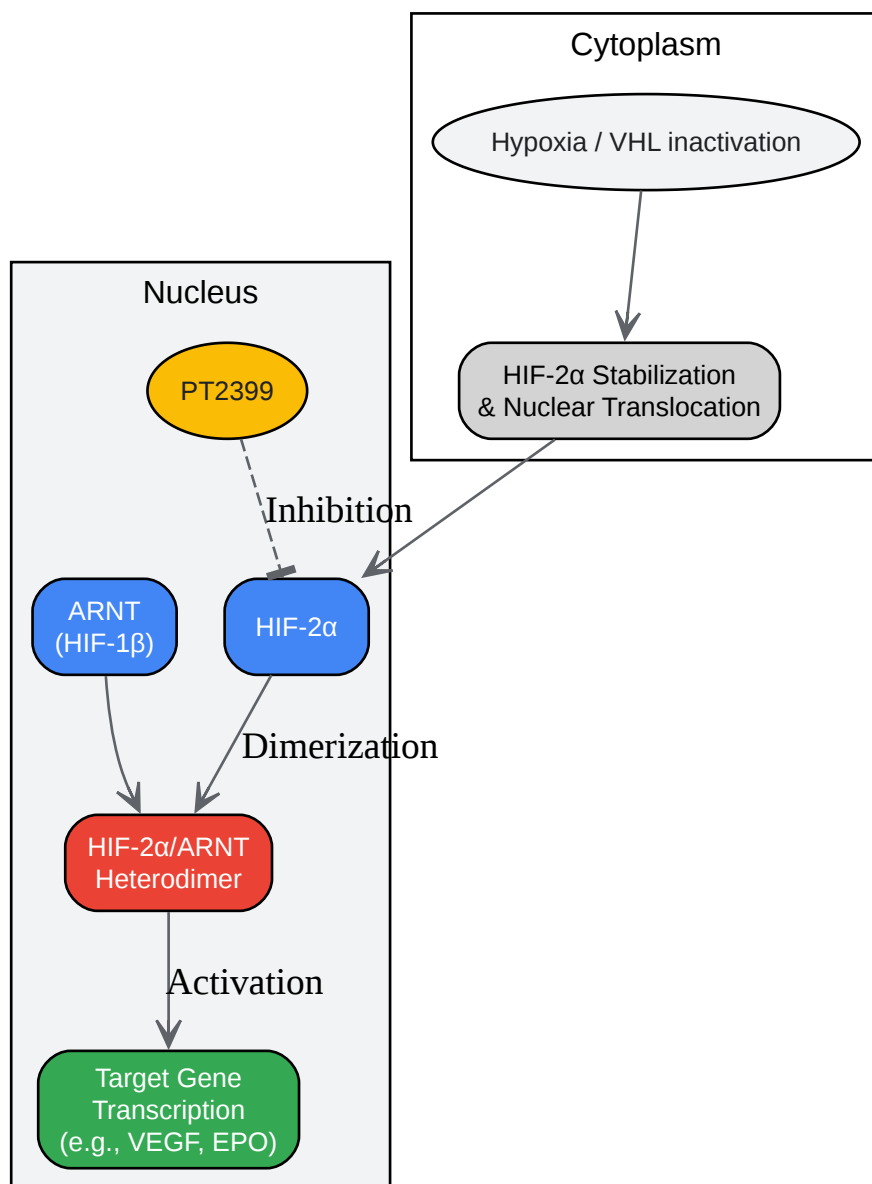 Cytoplasm
Hypoxia / VHL inactivation
HIF-2α Stabilization
& Nuclear Translocation
Nucleus
PT2399
Inhibition
ARNT
(HIF-1β)
HIF-2α
Dimerization
HIF-2α/ARNT
Heterodimer
Activation
Target Gene
Transcription
(e.g., VEGF, EPO)